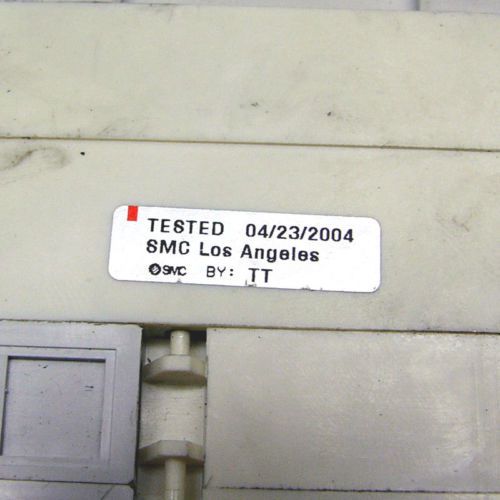 TESTED 04/23/2004
SMC Los Angeles
SMC BY: TT